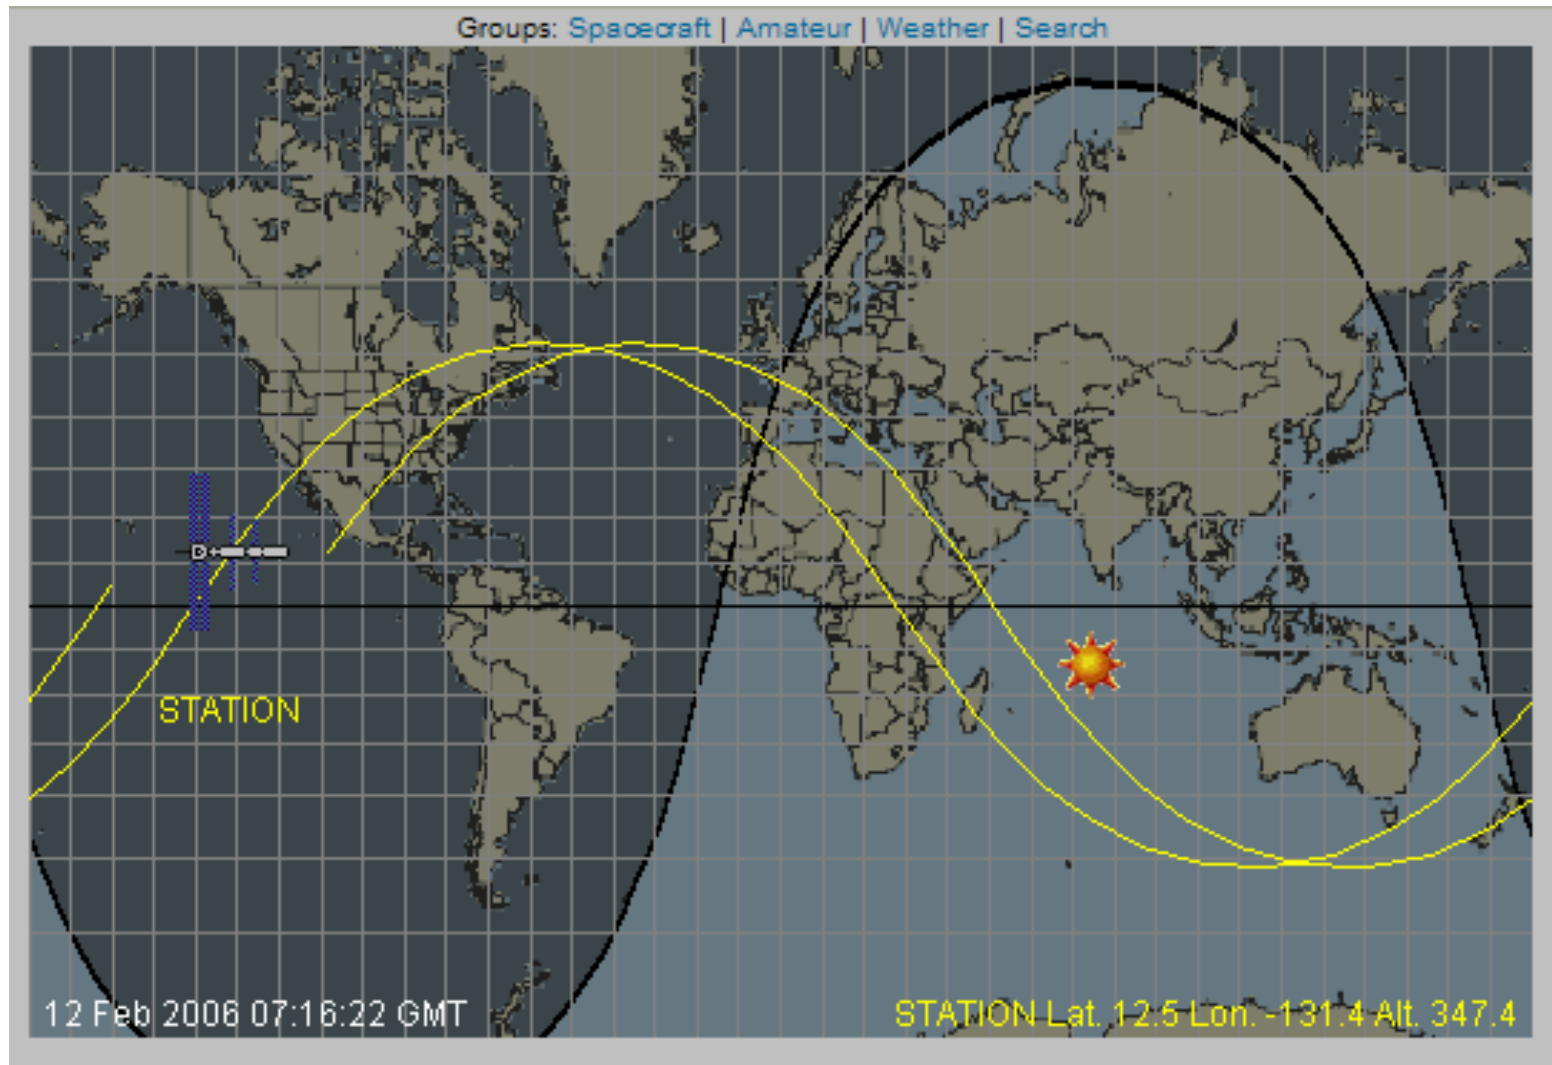 Groups: Spacecraft | Amateur | Weather | Search
STATION
12 Feb 2006 07:16:22 GMT
STATION Lat. 12.5 Lon. -131.4 Alt. 347.4